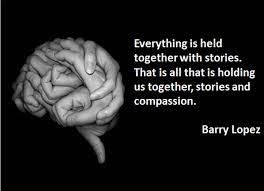 Everything is held
together with stories.
That is all that is holding
us together, stories and
compassion.
Barry Lopez